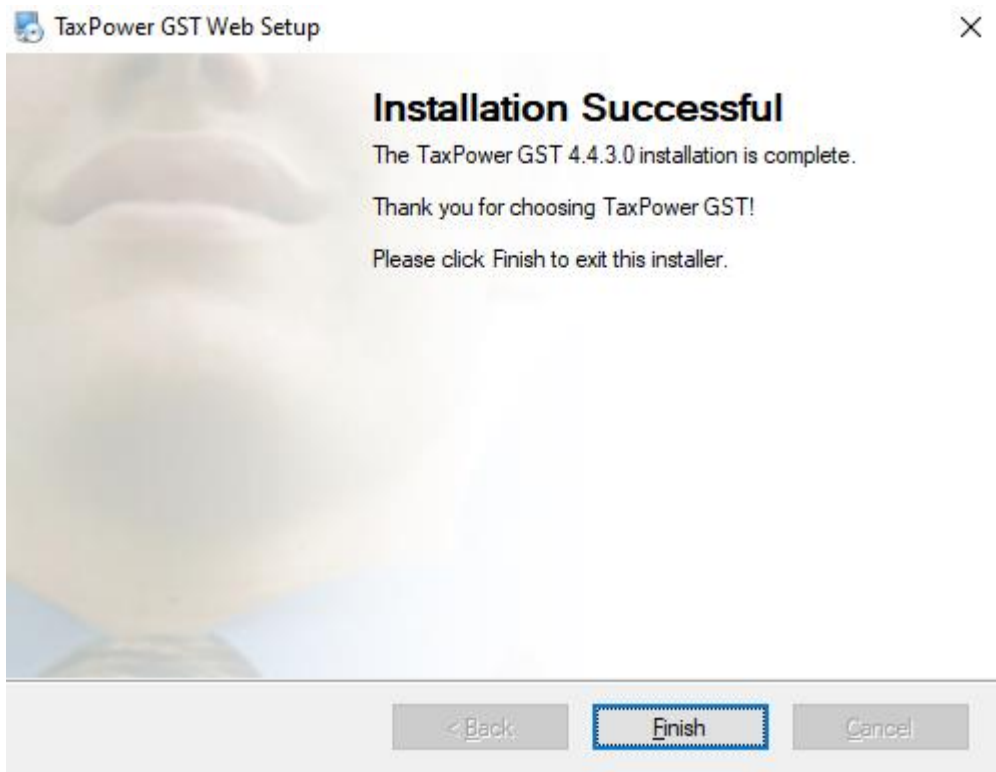 TaxPower GST Web Setup
Installation Successful
The TaxPower GST 4.4.3.0 installation is complete.
Thank you for choosing TaxPower GST!
Please click Finish to exit this installer.
< Back
Finish
Cancel